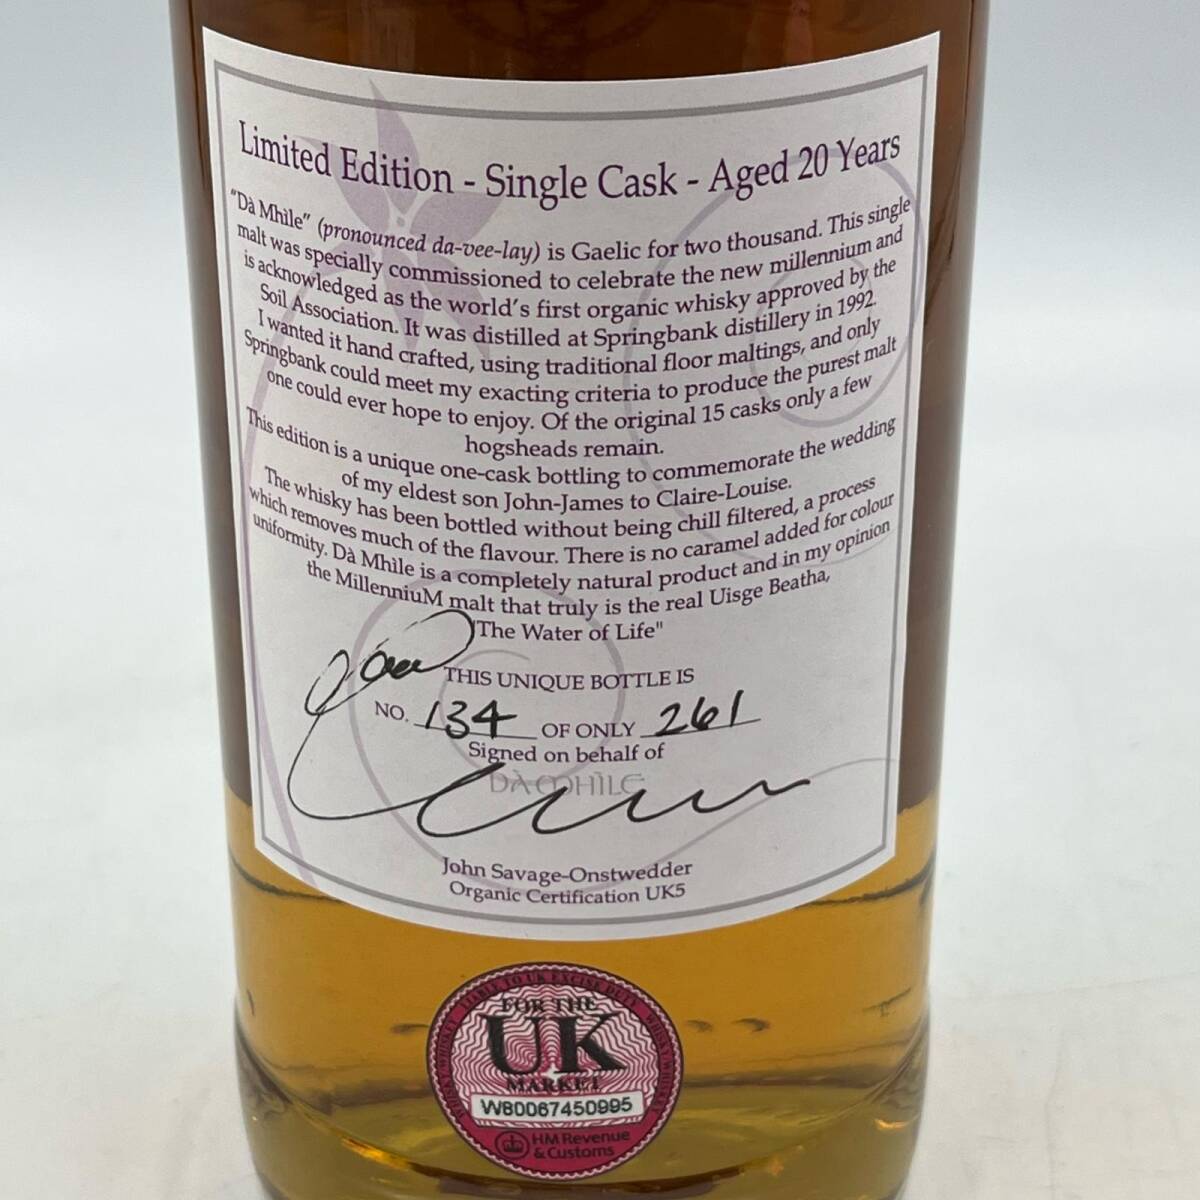 Limited Edition - Single Cask - Aged 20 Years
"Dà Mhìle" (pronounced da-vee-lay) is Gaelic for two thousand. This single
malt was specially commissioned to celebrate the new millennium and
is acknowledged as the world's first organic whisky approved by the
Soil Association. It was distilled at Springbank distillery in 1992.
I wanted it hand crafted, using traditional floor maltings, and only
Springbank could meet my exacting criteria to produce the purest malt
one could ever hope to enjoy. Of the original 15 casks only a few
hogsheads remain.
This edition is a unique one-cask bottling to commemorate the wedding
of my eldest son John-James to Claire-Louise.
The whisky has been bottled without being chill filtered, a process
which removes much of the flavour. There is no caramel added for colour
uniformity. Dà Mhìle is a completely natural product and in my opinion
the MillenniuM malt that truly is the real Uisge Beatha,
"The Water of Life"
THIS UNIQUE BOTTLE IS
NO. 134 OF ONLY 261
Signed on behalf of
DÀ MHÌLE
John Savage-Onstwedder
Organic Certification UK5
FOR THE
UK
MARKET
W80067450995
HM Revenue
& Customs